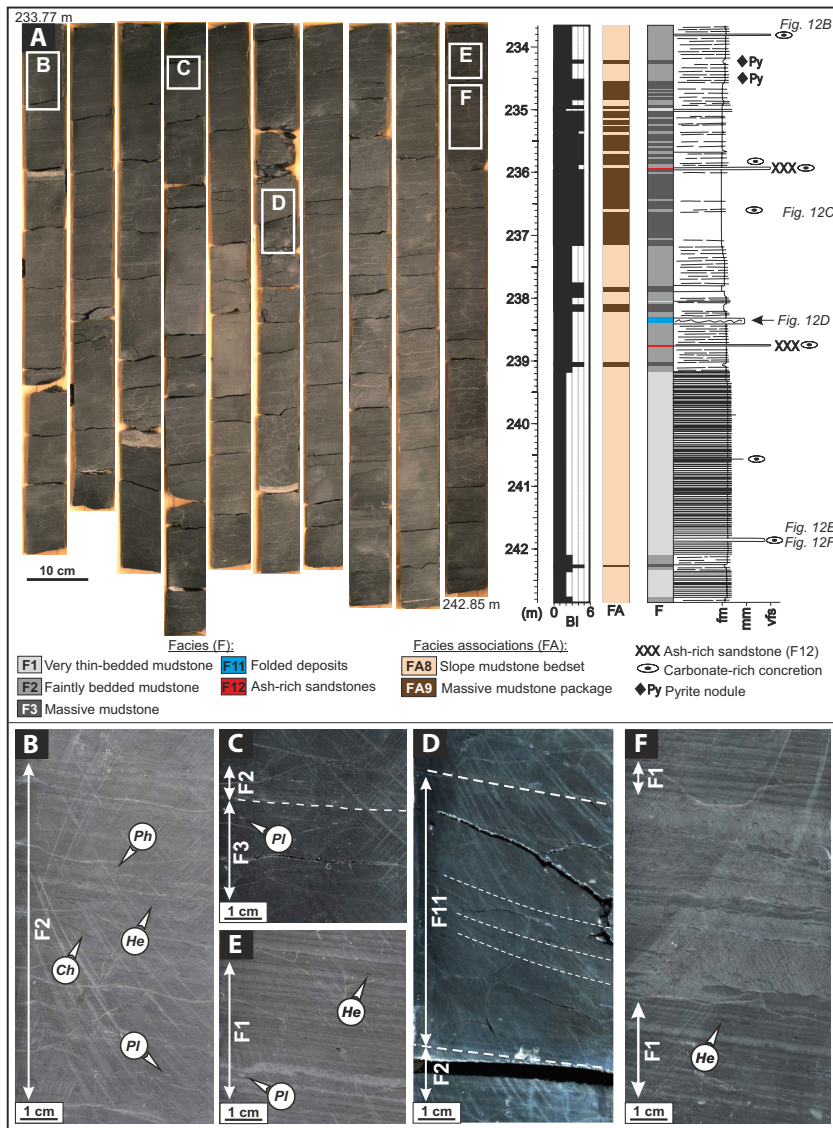 233.77 m
A
B
C
D
E
F
10 cm
242.85 m
234
235
236
237
238
239
240
241
242
(m)
0 6
BI
FA
F
fm
mm
vfs
Fig. 12B
Py
Py
XXX
Fig. 12C
Fig. 12D
XXX
Fig. 12E
Fig. 12F
Facies (F):
F1 Very thin-bedded mudstone
F2 Faintly bedded mudstone
F3 Massive mudstone
F11 Folded deposits
F12 Ash-rich sandstones
Facies associations (FA):
FA8 Slope mudstone bedset
FA9 Massive mudstone package
XXX Ash-rich sandstone (F12)
Carbonate-rich concretion
Py Pyrite nodule
B
F2
Ph
He
Ch
Pl
1 cm
C
F2
F3
Pl
1 cm
E
F1
He
Pl
1 cm
D
F11
F2
1 cm
F
F1
F1
He
1 cm